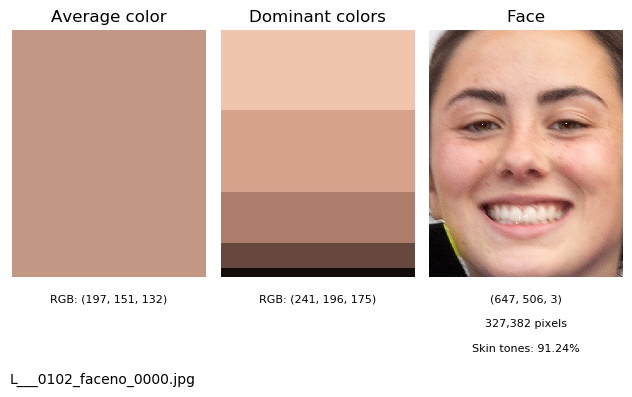 Average color
Dominant colors
Face
RGB: (197, 151, 132)
RGB: (241, 196, 175)
(647, 506, 3)
327,382 pixels
Skin tones: 91.24%
L___0102_faceno_0000.jpg